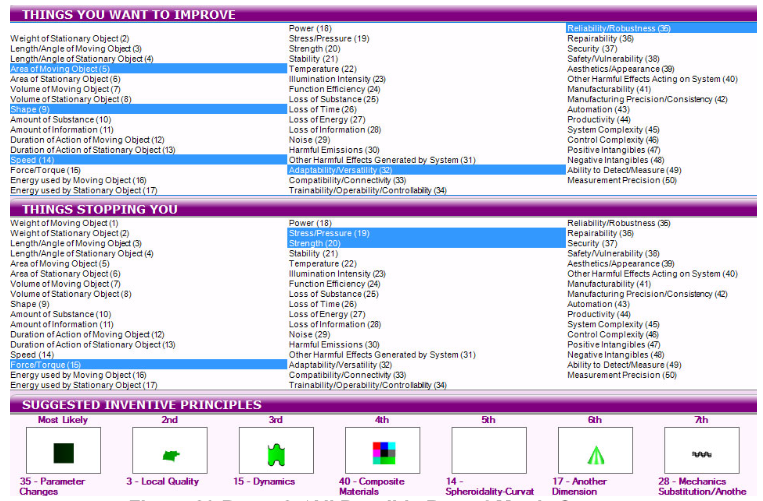 THINGS YOU WANT TO IMPROVE
Weight of Stationary Object (2)
Length/Angle of Moving Object (3)
Length/Angle of Stationary Object (4)
Area of Moving Object (5)
Area of Stationary Object (6)
Volume of Moving Object (7)
Volume of Stationary Object (8)
Shape (9)
Amount of Substance (10)
Amount of Information (11)
Duration of Action of Moving Object (12)
Duration of Action of Stationary Object (13)
Speed (14)
Force/Torque (15)
Energy used by Moving Object (16)
Energy used by Stationary Object (17)
Power (18)
Stress/Pressure (19)
Strength (20)
Stability (21)
Temperature (22)
Illumination Intensity (23)
Function Efficiency (24)
Loss of Substance (25)
Loss of Time (26)
Loss of Energy (27)
Loss of Information (28)
Noise (29)
Harmful Emissions (30)
Other Harmful Effects Generated by System (31)
Adaptability/Versatility (32)
Compatibility/Connectivity (33)
Trainability/Operability/Controllability (34)
Reliability/Robustness (35)
Repairability (36)
Security (37)
Safety/Vulnerability (38)
Aesthetics/Appearance (39)
Other Harmful Effects Acting on System (40)
Manufacturability (41)
Manufacturing Precision/Consistency (42)
Automation (43)
Productivity (44)
System Complexity (45)
Control Complexity (46)
Positive Intangibles (47)
Negative Intangibles (48)
Ability to Detect/Measure (49)
Measurement Precision (50)
THINGS STOPPING YOU
Weight of Moving Object (1)
Weight of Stationary Object (2)
Length/Angle of Moving Object (3)
Length/Angle of Stationary Object (4)
Area of Moving Object (5)
Area of Stationary Object (6)
Volume of Moving Object (7)
Volume of Stationary Object (8)
Shape (9)
Amount of Substance (10)
Amount of Information (11)
Duration of Action of Moving Object (12)
Duration of Action of Stationary Object (13)
Speed (14)
Force/Torque (15)
Energy used by Moving Object (16)
Energy used by Stationary Object (17)
Power (18)
Stress/Pressure (19)
Strength (20)
Stability (21)
Temperature (22)
Illumination Intensity (23)
Function Efficiency (24)
Loss of Substance (25)
Loss of Time (26)
Loss of Energy (27)
Loss of Information (28)
Noise (29)
Harmful Emissions (30)
Other Harmful Effects Generated by System (31)
Adaptability/Versatility (32)
Compatibility/Connectivity (33)
Trainability/Operability/Controllability (34)
Reliability/Robustness (35)
Repairability (36)
Security (37)
Safety/Vulnerability (38)
Aesthetics/Appearance (39)
Other Harmful Effects Acting on System (40)
Manufacturability (41)
Manufacturing Precision/Consistency (42)
Automation (43)
Productivity (44)
System Complexity (45)
Control Complexity (46)
Positive Intangibles (47)
Negative Intangibles (48)
Ability to Detect/Measure (49)
Measurement Precision (50)
SUGGESTED INVENTIVE PRINCIPLES
Most Likely
2nd
3rd
4th
5th
6th
7th
35 - Parameter
Changes
3 - Local Quality
15 - Dynamics
40 - Composite
Materials
14 -
Spheroidality-Curvat
17 - Another
Dimension
28 - Mechanics
Substitution/Anothe